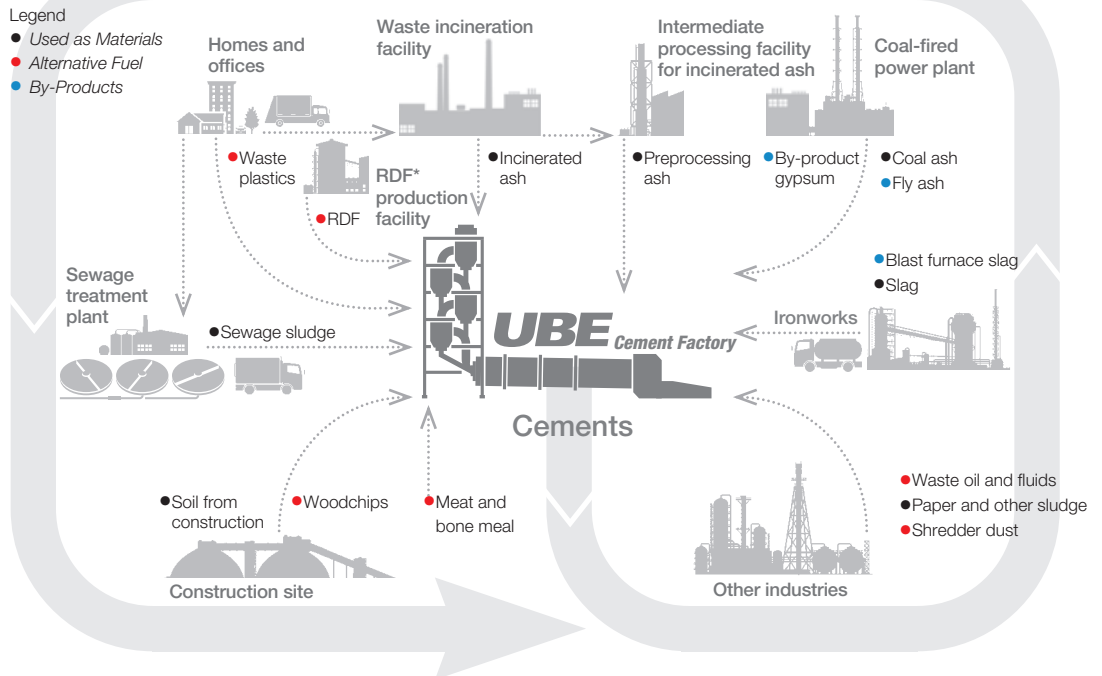 Legend
Used as Materials
Alternative Fuel
By-Products
Homes and
offices
Waste incineration
facility
Intermediate
processing facility
for incinerated ash
Coal-fired
power plant
Waste
plastics
RDF*
production
facility
RDF
Incinerated
ash
Preprocessing
ash
By-product
gypsum
Coal ash
Fly ash
Sewage
treatment
plant
Sewage sludge
UBE Cement Factory
Cements
Blast furnace slag
Slag
Ironworks
Soil from
construction
Woodchips
Meat and
bone meal
Construction site
Waste oil and fluids
Paper and other sludge
Shredder dust
Other industries